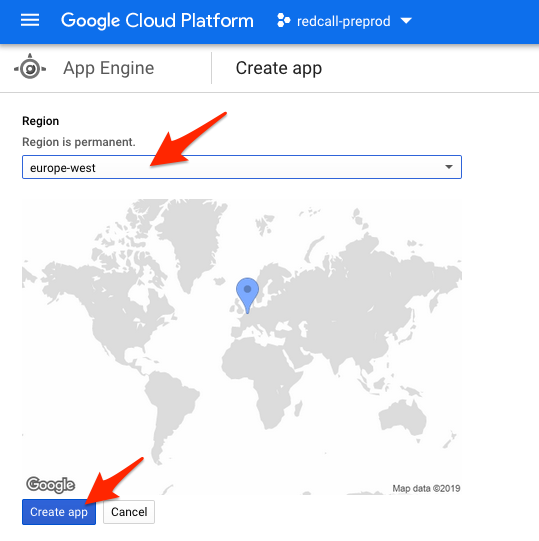 Google Cloud Platform redcall-preprod
App Engine Create app
Region
Region is permanent.
europe-west
Google Map data ©2019
Create app Cancel